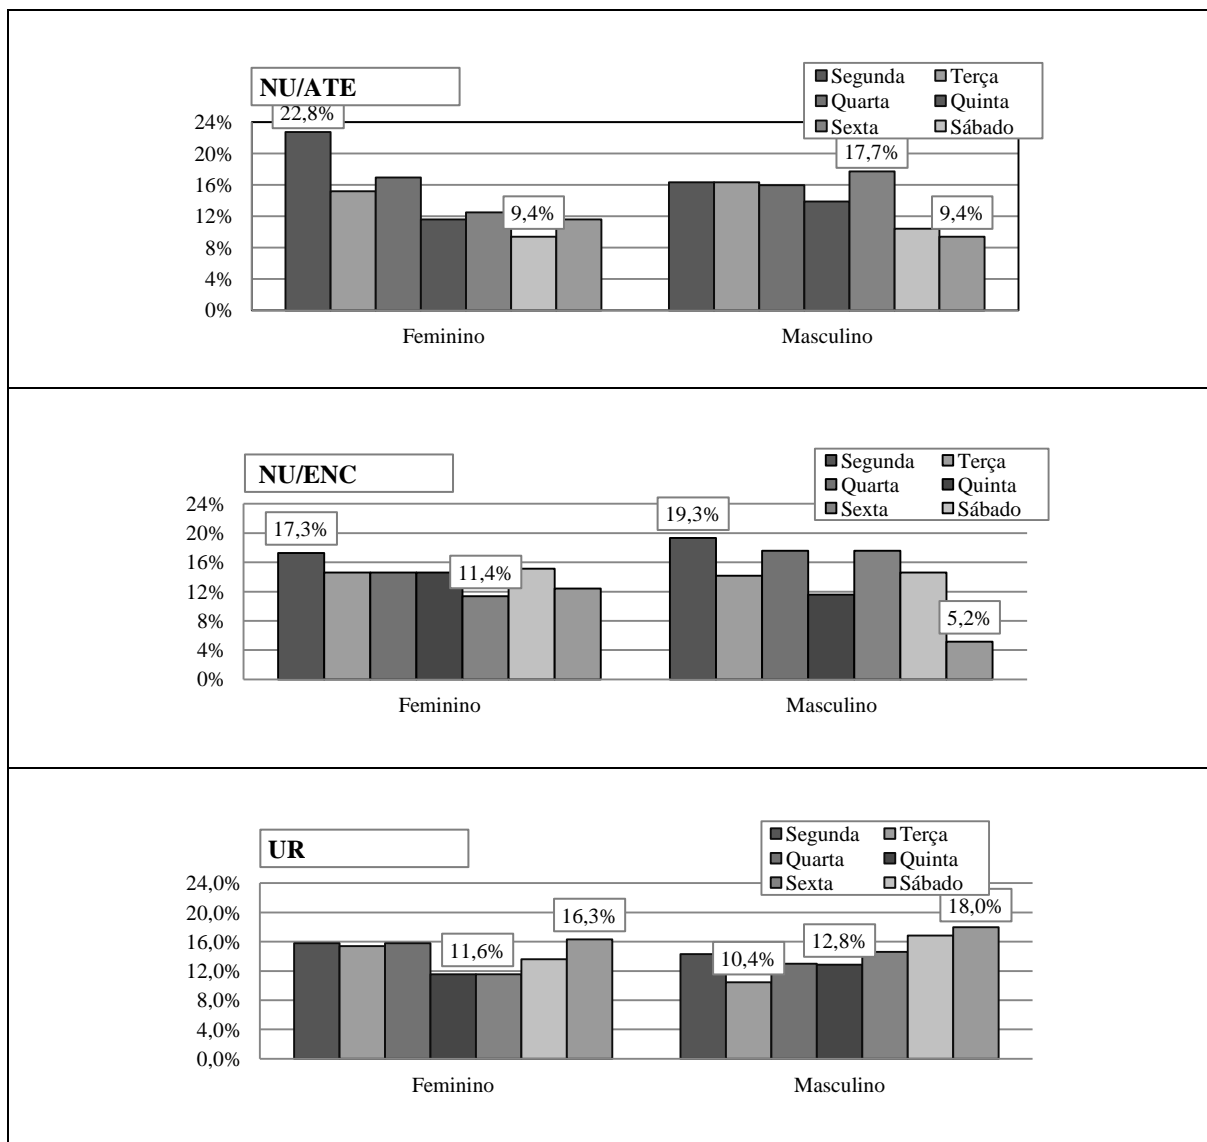 NU/ATE
Segunda Terça
Quarta Quinta
Sexta Sábado
22,8%
17,7%
9,4%
9,4%
24%
20%
16%
12%
8%
4%
0%
Feminino Masculino
NU/ENC
Segunda Terça
Quarta Quinta
Sexta Sábado
17,3%
11,4%
19,3%
5,2%
24%
20%
16%
12%
8%
4%
0%
Feminino Masculino
UR
Segunda Terça
Quarta Quinta
Sexta Sábado
11,6%
16,3%
10,4%
12,8%
18,0%
24,0%
20,0%
16,0%
12,0%
8,0%
4,0%
0,0%
Feminino Masculino